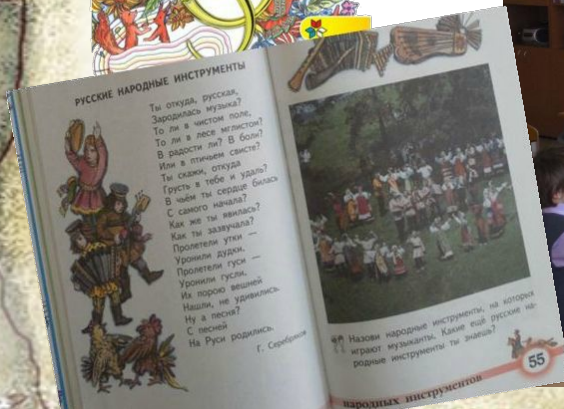 РУССКИЕ НАРОДНЫЕ ИНСТРУМЕНТЫ
Ты откуда, русская,
Зародилась музыка?
То ли в чистом поле,
То ли в лесе мглистом?
В радости ли? В боли?
Или в птичьем свисте?
Ты скажи, откуда
Грусть в тебе и удаль?
В чьём ты сердце билась
С самого начала?
Как же ты явилась?
Как ты зазвучала?
Пролетели утки —
Уронили дудки,
Пролетели гуси —
Уронили гусли,
Их порою вешней
Нашли, не удивились.
Ну а песня?
С песней
На Руси родились.
Г. Серебряков
Назови народные инструменты, на которых
играют музыканты. Какие ещё русские на-
родные инструменты ты знаешь?
55
народных инструментов